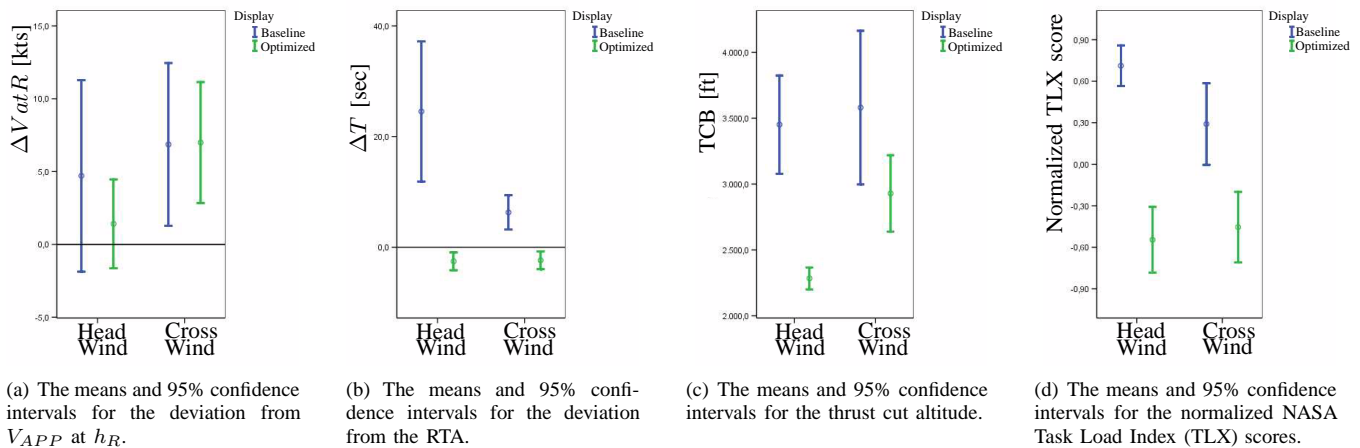 Display
Baseline
Optimized
ΔVatR [kts]
15,0
10,0
5,0
0,0
-5,0
Head Wind
Cross Wind
(a) The means and 95% confidence
intervals for the deviation from
V_APP at h_R.
Display
Baseline
Optimized
ΔT [sec]
40,0
20,0
0,0
Head Wind
Cross Wind
(b) The means and 95% confi-
dence intervals for the deviation
from the RTA.
Display
Baseline
Optimized
TCB [ft]
4.000,0
3.500,0
3.000,0
2.500,0
2.000,0
Head Wind
Cross Wind
(c) The means and 95% confidence
intervals for the thrust cut altitude.
Display
Baseline
Optimized
Normalized TLX score
0,90
0,60
0,30
0,00
-0,30
-0,60
-0,90
Head Wind
Cross Wind
(d) The means and 95% confidence
intervals for the normalized NASA
Task Load Index (TLX) scores.